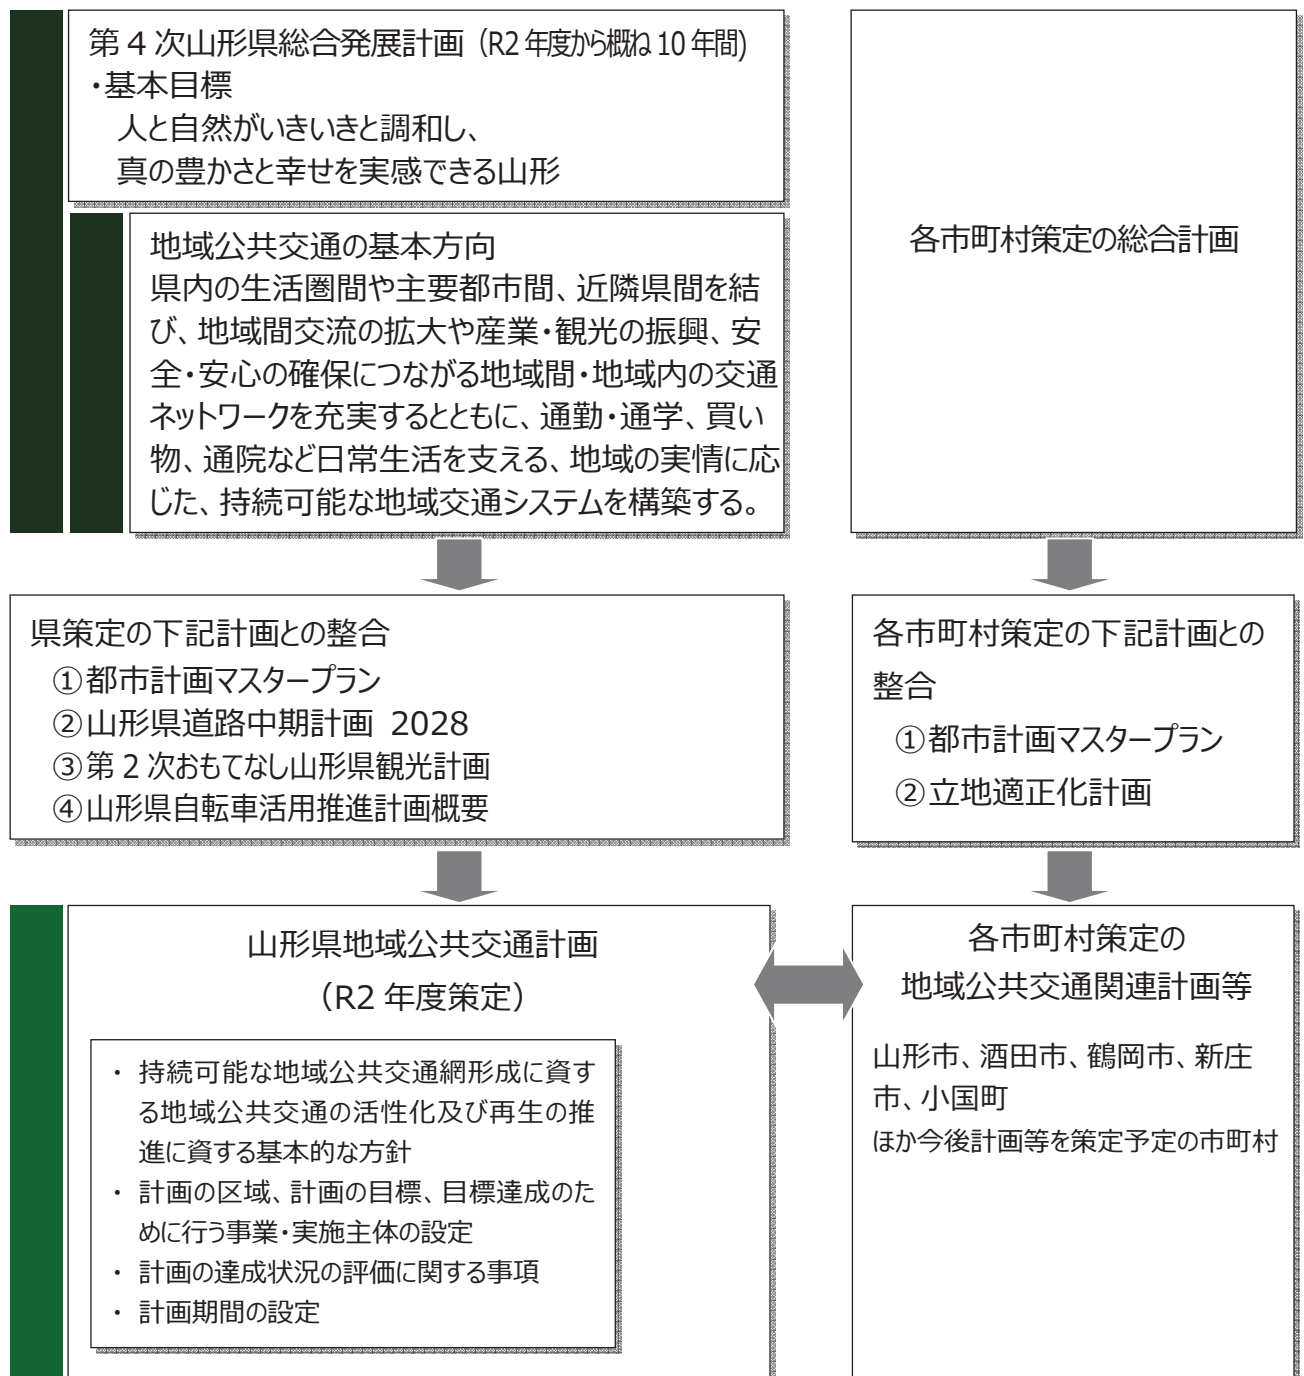 第4次山形県総合発展計画（R2年度から概ね10年間)
・基本目標
人と自然がいきいきと調和し、
真の豊かさと幸せを実感できる山形
地域公共交通の基本方向
県内の生活圏間や主要都市間、近隣県間を結
び、地域間交流の拡大や産業・観光の振興、安
全・安心の確保につながる地域間・地域内の交通
ネットワークを充実するとともに、通勤・通学、買い
物、通院など日常生活を支える、地域の実情に応
じた、持続可能な地域交通システムを構築する。
各市町村策定の総合計画
県策定の下記計画との整合
①都市計画マスタープラン
②山形県道路中期計画 2028
③第2次おもてなし山形県観光計画
④山形県自転車活用推進計画概要
各市町村策定の下記計画との
整合
①都市計画マスタープラン
②立地適正化計画
山形県地域公共交通計画
（R2年度策定）
・ 持続可能な地域公共交通網形成に資す
る地域公共交通の活性化及び再生の推
進に資する基本的な方針
・ 計画の区域、計画の目標、目標達成のた
めに行う事業・実施主体の設定
・ 計画の達成状況の評価に関する事項
・ 計画期間の設定
各市町村策定の
地域公共交通関連計画等
山形市、酒田市、鶴岡市、新庄
市、小国町
ほか今後計画等を策定予定の市町村